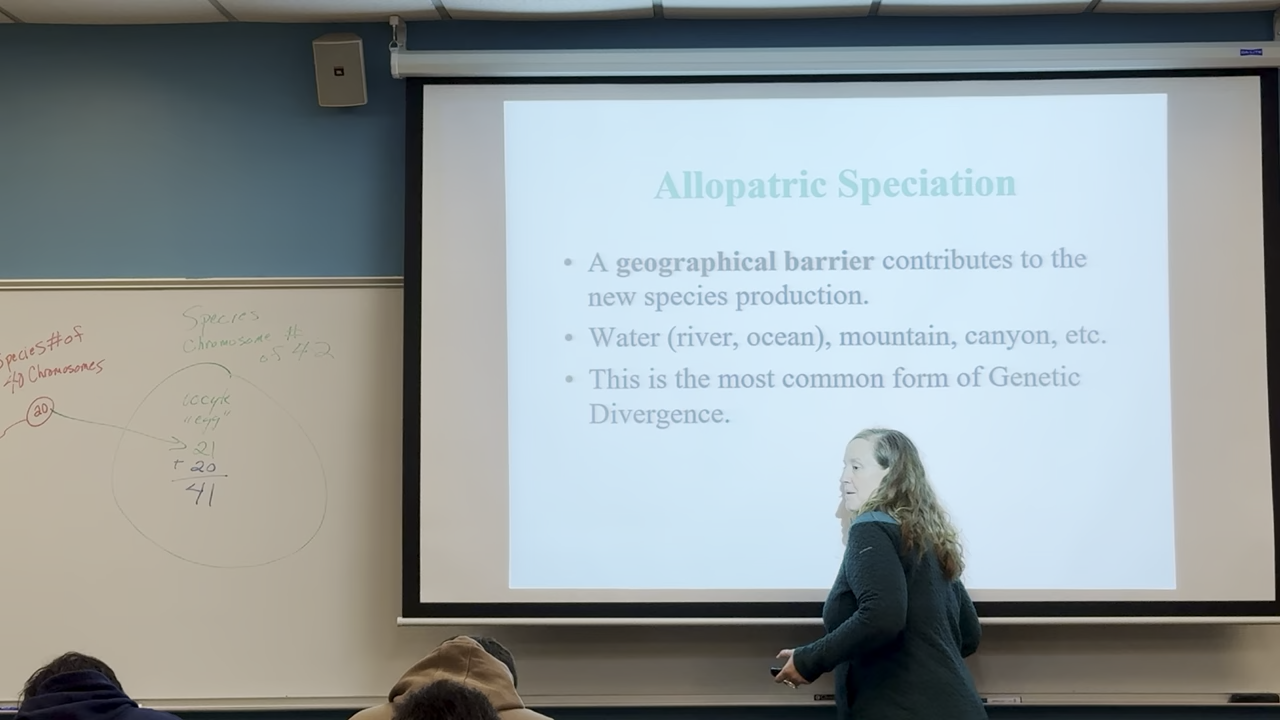 Allopatric Speciation
• A geographical barrier contributes to the
new species production.
• Water (river, ocean), mountain, canyon, etc.
• This is the most common form of Genetic
Divergence.
Species # of
40 Chromosomes
20
Species
Chromosome #
of 42
"egg"
21
+ 20
41